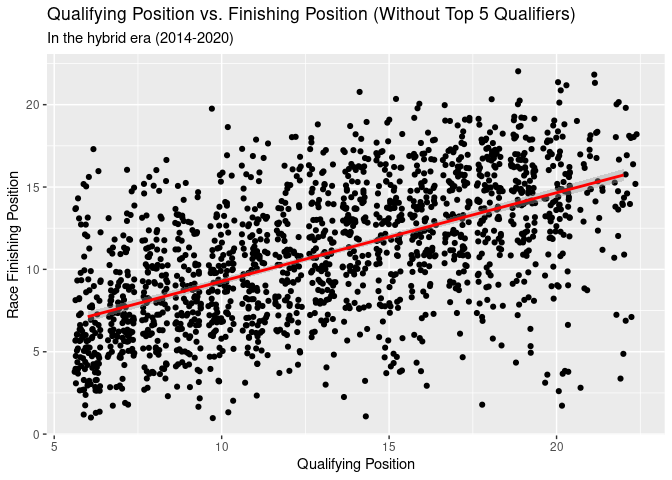 Qualifying Position vs. Finishing Position (Without Top 5 Qualifiers)
In the hybrid era (2014-2020)
Race Finishing Position
20
15
10
5
0
5 10 15 20
Qualifying Position